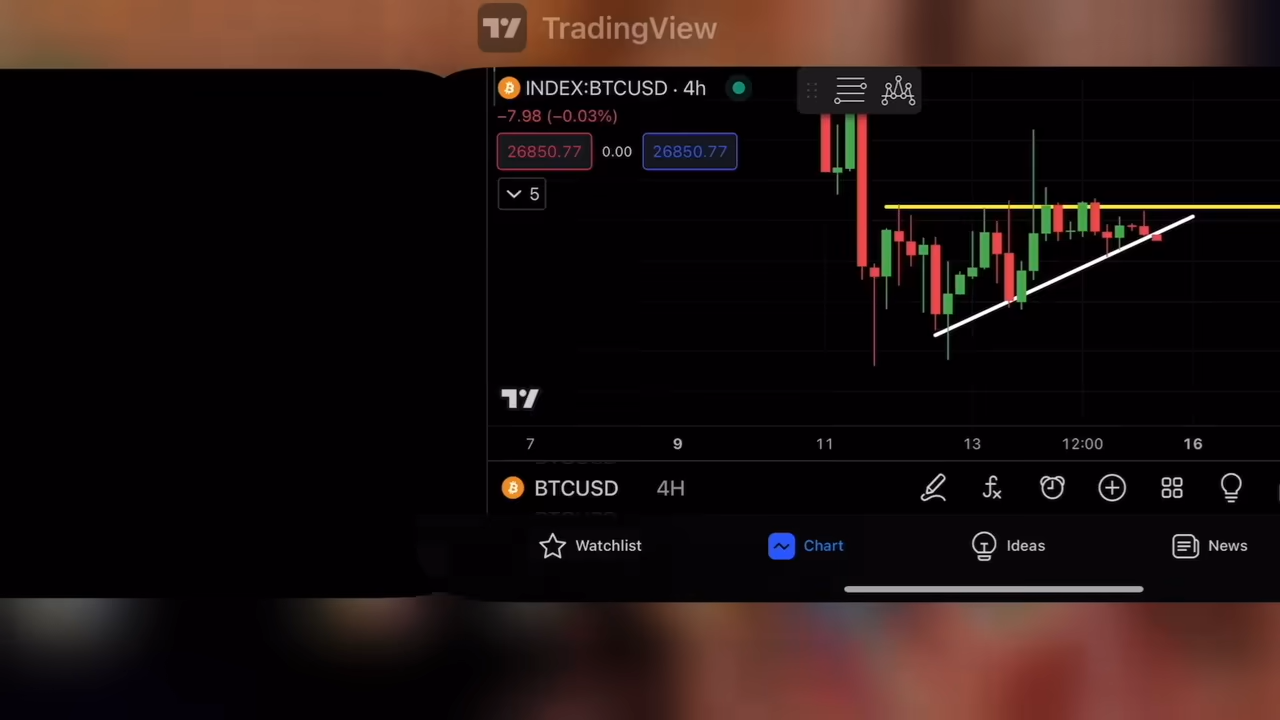 TradingView
INDEX:BTCUSD · 4h
−7.98 (−0.03%)
26850.77 0.00 26850.77
5
7 9 11 13 12:00 16
BTCUSD 4H
Watchlist Chart Ideas News